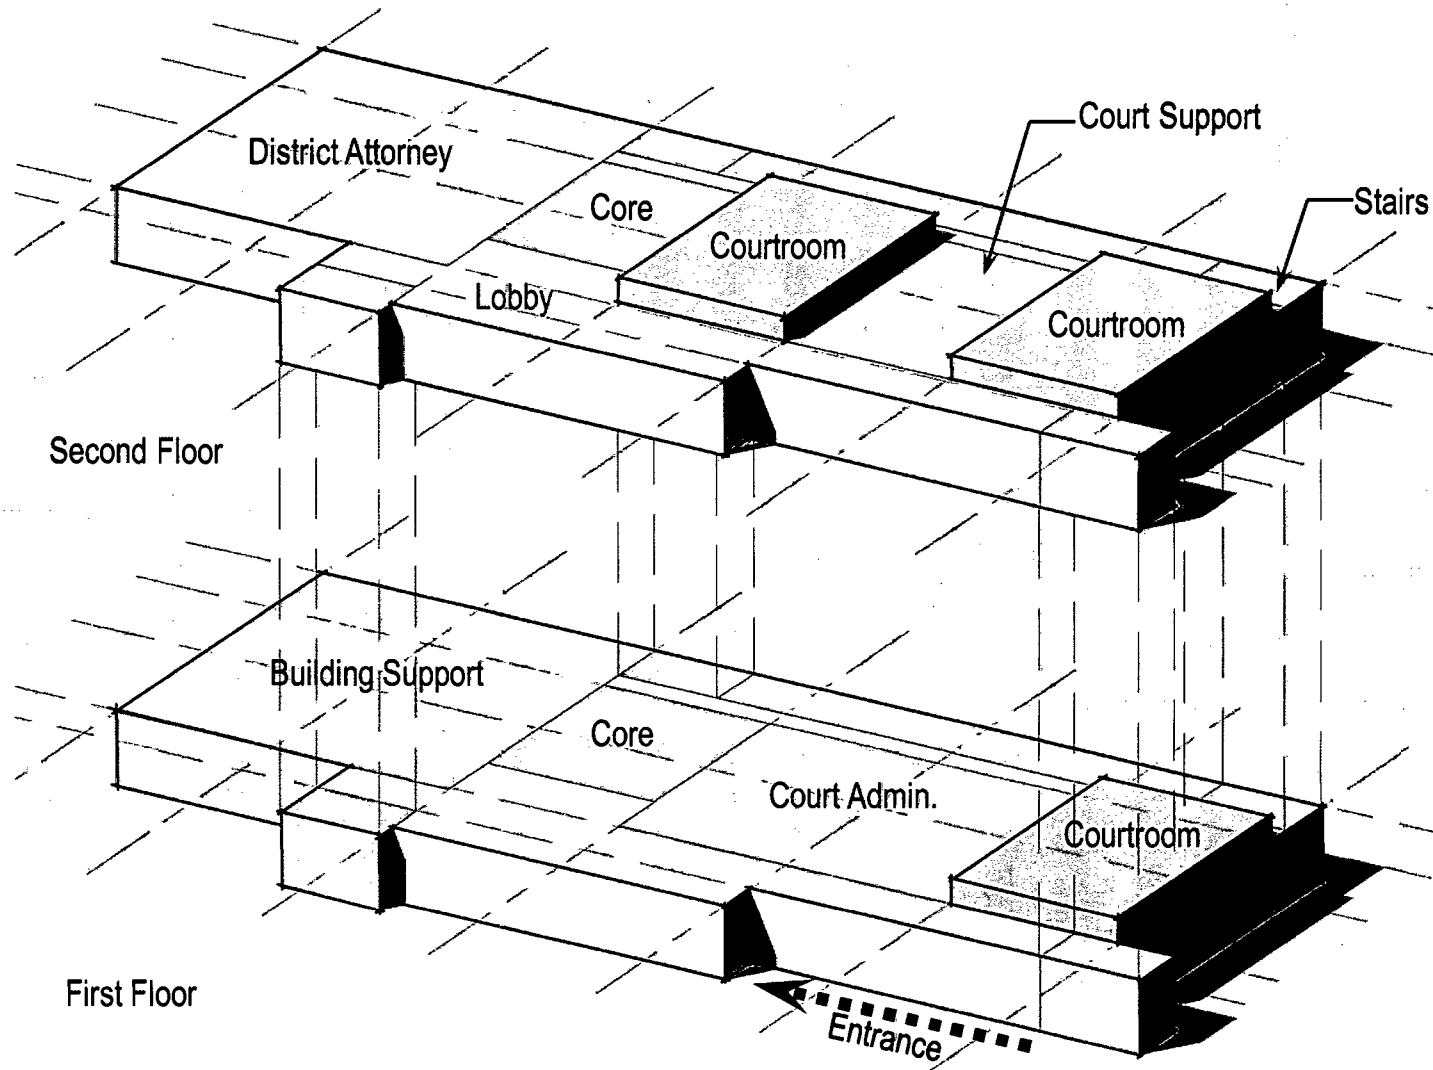 Court Support
District Attorney
Stairs
Core
Courtroom
Lobby
Courtroom
Second Floor
Building Support
Core
Court Admin.
Courtroom
First Floor
Entrance